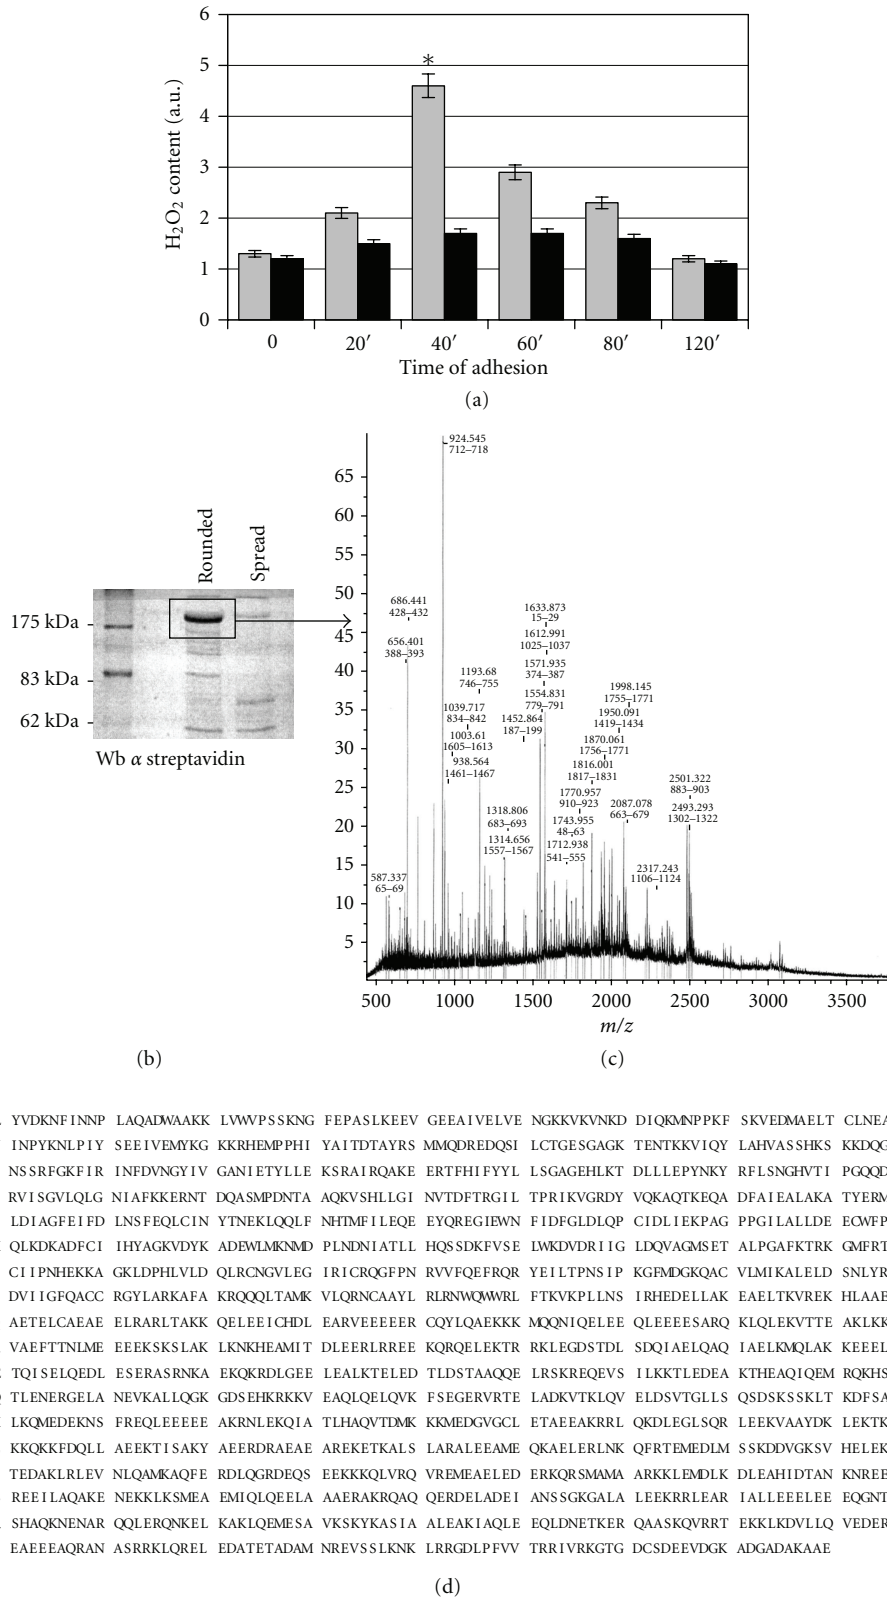 6
5
4
3
2
1
0
H2O2 content (a.u.)
*
0 20′ 40′ 60′ 80′ 120′
Time of adhesion
(a)
Rounded
Spread
175 kDa
83 kDa
62 kDa
Wb α streptavidin
(b)
65
60
55
50
45
40
35
30
25
20
15
10
5
924.545
712–718
686.441
428–432
656.401
388–393
1193.68
746–755
1039.717
834–842
1003.61
1605–1613
938.564
1461–1467
587.337
65–69
1318.806
683–693
1314.656
1557–1567
1452.864
187–199
1633.873
15–29
1612.991
1025–1037
1571.935
374–387
1554.831
779–791
1998.145
1755–1771
1950.091
1419–1434
1870.061
1756–1771
1816.001
1817–1831
1770.957
910–923
1743.955
48–63
1712.938
541–555
2087.078
663–679
2317.243
1106–1124
2501.322
883–903
2493.293
1302–1322
500 1000 1500 2000 2500 3000 3500
m/z
(c)
YVDKNFINNP LAQADWAAKK LVWVPSSKNG FEPASLKEEV GEEAIVELVE NGKKVKVNKD DIQKMNPPKF SKVEDMAELT CLNEA
INPYKNLPIY SEEIVEMYKG KKRHEMPPHI YAITDTAYRS MMQDREDQSI LCTGESGAGK TENTKKVIQY LAHVASSHKS KKDQG
NSSRFGKFIR INFDVNGYIV GANIETYLLE KSRAIRQAKE ERTFHIFYYL LSGAGEHLKT DLLLEPYNKY RFLSNGHVTI PGQQD
RVISGVLQLG NIAFKKERNT DQASMPDNTA AQKVSHLLGI NVTDFTRGIL TPRIKVGRDY VQKAQTKEQA DFAIEALAKA TYERM
LDIAGFEIFD LNSFEQLCIN YTNEKLQQLF NHTMFILEQE EYQREGIEWN FIDFGLDLQP CIDLIEKPAG PPGILALLDE ECWFP
QLKDKADFCI IHYAGKVDYK ADEWLMKNMD PLNDNIATLL HQSSDKFVSE LWKDVDRIIG LDQVAGMSET ALPGAFKTRK GMFRT
CIIPNHEKKA GKLDPHLVLD QLRCNGVLEG IRICRQGFPN RVVFQEFRQR YEILTPNSIP KGFMDGKQAC VLMIKALELD SNLYR
DVIIGFQACC RGYLARKAFA KRQQQLTAMK VLQRNCAAYL RLRNWQWWRL FTKVKPLLNS IRHEDELLAK EAELTKVREK HLAAE
AETELCAEAE ELRARLTAKK QELEEICHDL EARVEEEEER CQYLQAEKKK MQQNIQELEE QLEEEESARQ KLQLEKVTTE AKLKK
VAEFTTNLME EEEKSKSLAK LKNKHEAMIT DLEERLRREE KQRQELEKTR RKLEGDSTDL SDQIAELQAQ IAELKMQLAK KEEEL
TQISELQEDL ESERASRNKA EKQKRDLGEE LEALKTELED TLDSTAAQQE LRSKREQEVS ILKKTLEDEA KTHEAQIQEM RQKHS
TLENERGELA NEVKALLQGK GDSEHKRKKV EAQLQELQVK FSEGERVRTE LADKVTKLQV ELDSVTGLLS QSDSKSSKLT KDFSA
LKQMEDEKNS FREQLEEEEE AKRNLEKQIA TLHAQVTDMK KKMEDGVGCL ETAEEAKRRL QKDLEGLSQR LEEKVAAYDK LEKTK
KKQKKFDQLL AEEKTISAKY AEERDRAEAE AREKETKALS LARALEEAME QKAELERLNK QFRTEMEDLM SSKDDVGKSV HELEK
TEDAKLRLEV NLQAMKAQFE RDLQGRDEQS EEKKKQLVRQ VREMEAELED ERKQRSMAMA ARKKLEMDLK DLEAHIDTAN KNREE
REEILAQAKE NEKKLKSMEA EMIQLQEELA AAERAKRQAQ QERDELADEI ANSSGKGALA LEEKRRLEAR IALLEEELEE EQGNT
SHAQKNENAR QQLERQNKEL KAKLQEMESA VKSKYKASIA ALEAKIAQLE EQLDNETKER QAASKQVRRT EKKLKDVLLQ VEDER
EAEEEAQRAN ASRRKLQREL EDATETADAM NREVSSLKNK LRRGDLPFVV TRRIVRKGTG DCSDEEVDGK ADGADAKAAE
(d)